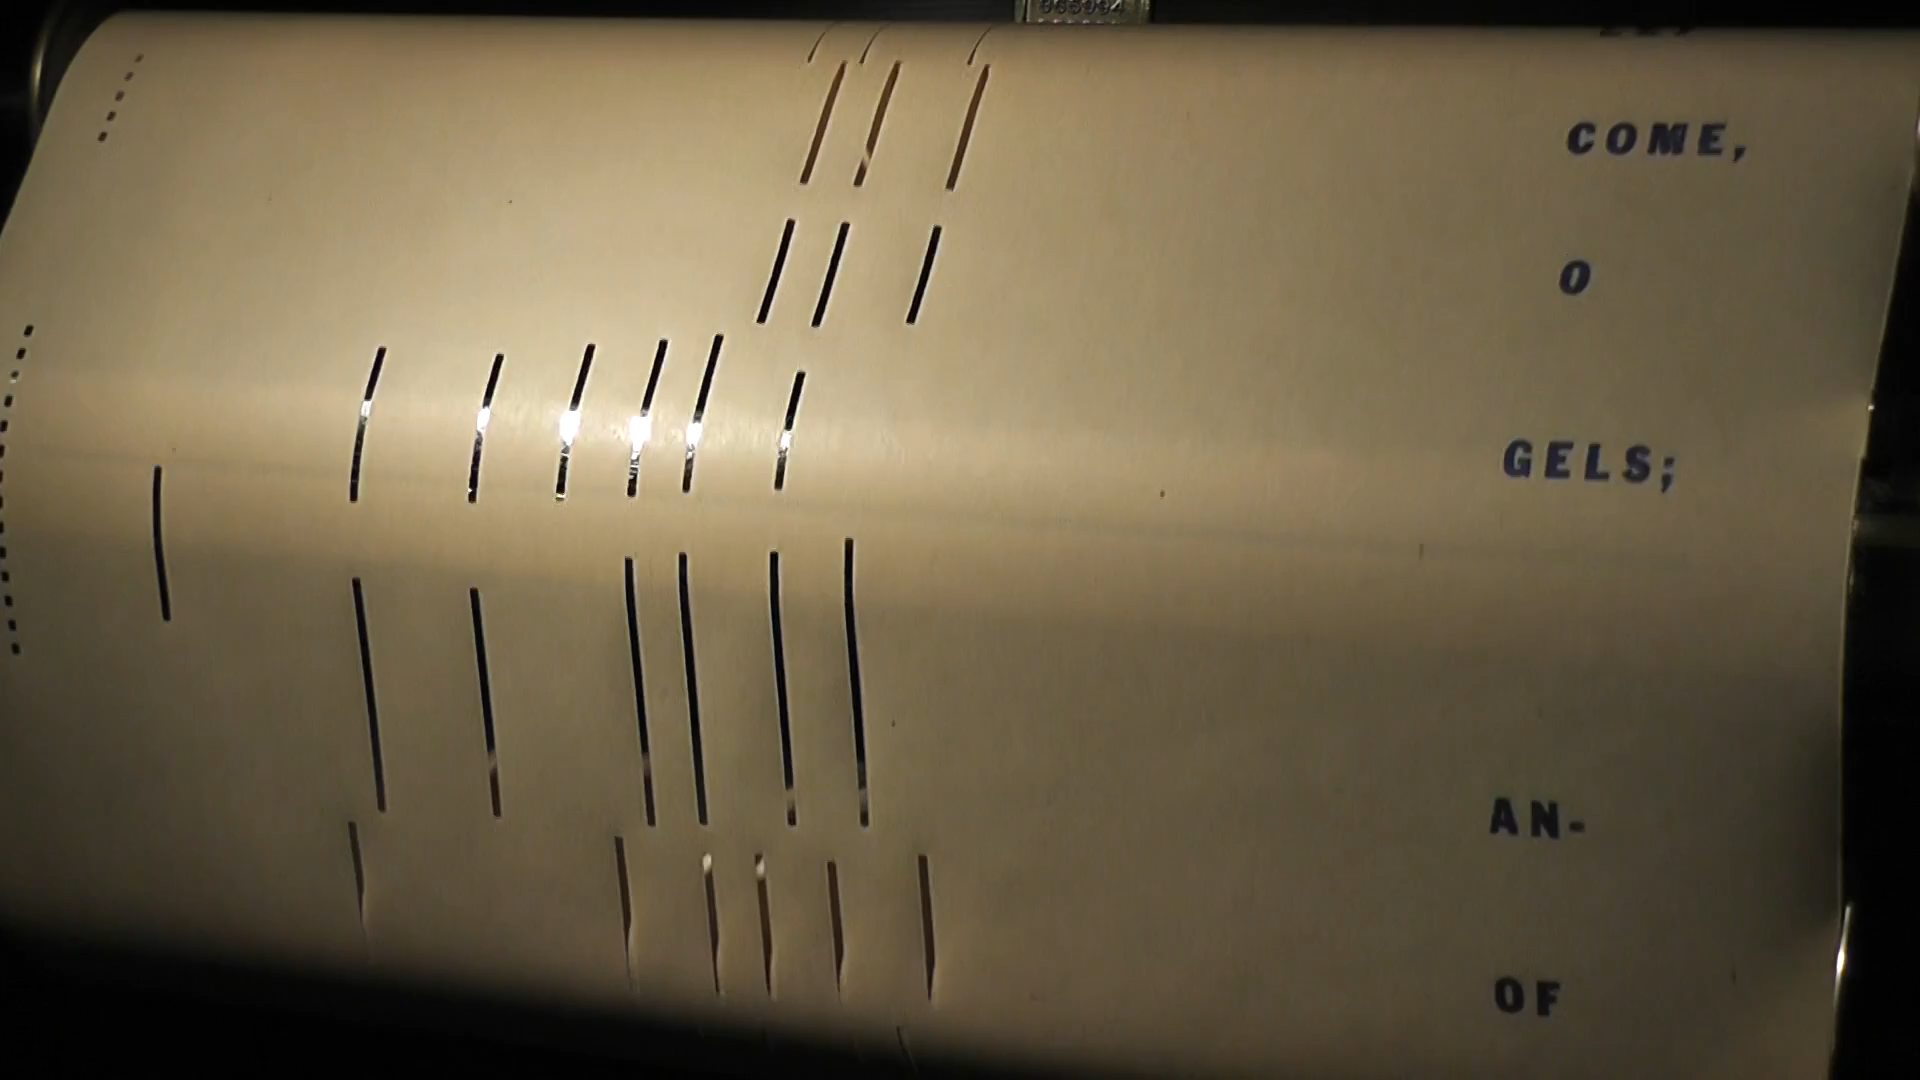 COME,
O
GELS;
AN-
OF